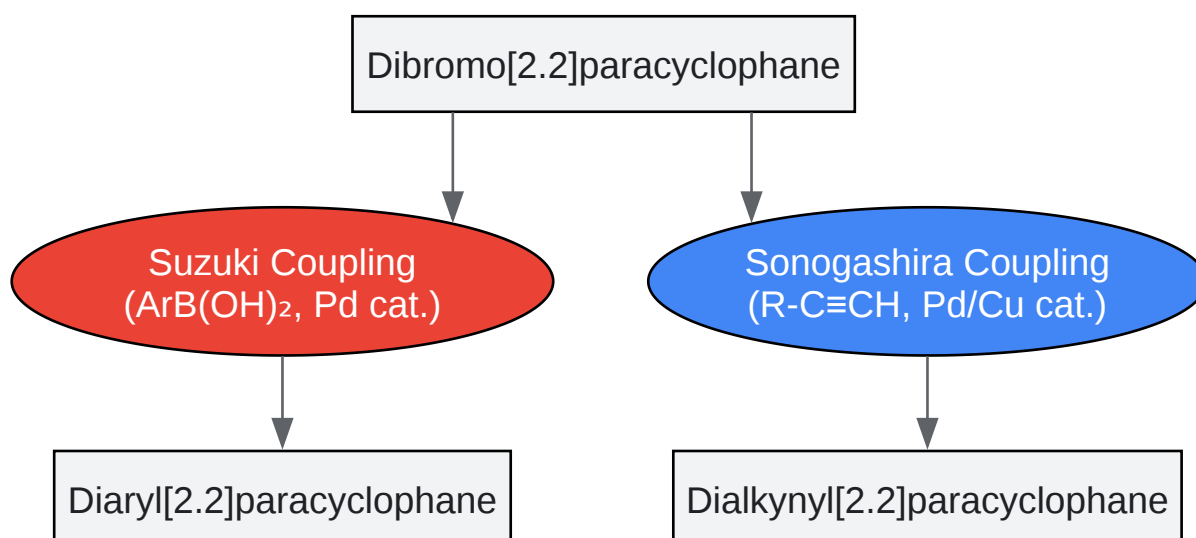 Dibromo[2.2]paracyclophane
Suzuki Coupling
(ArB(OH)₂, Pd cat.)
Sonogashira Coupling
(R-C≡CH, Pd/Cu cat.)
Diaryl[2.2]paracyclophane
Dialkynyl[2.2]paracyclophane